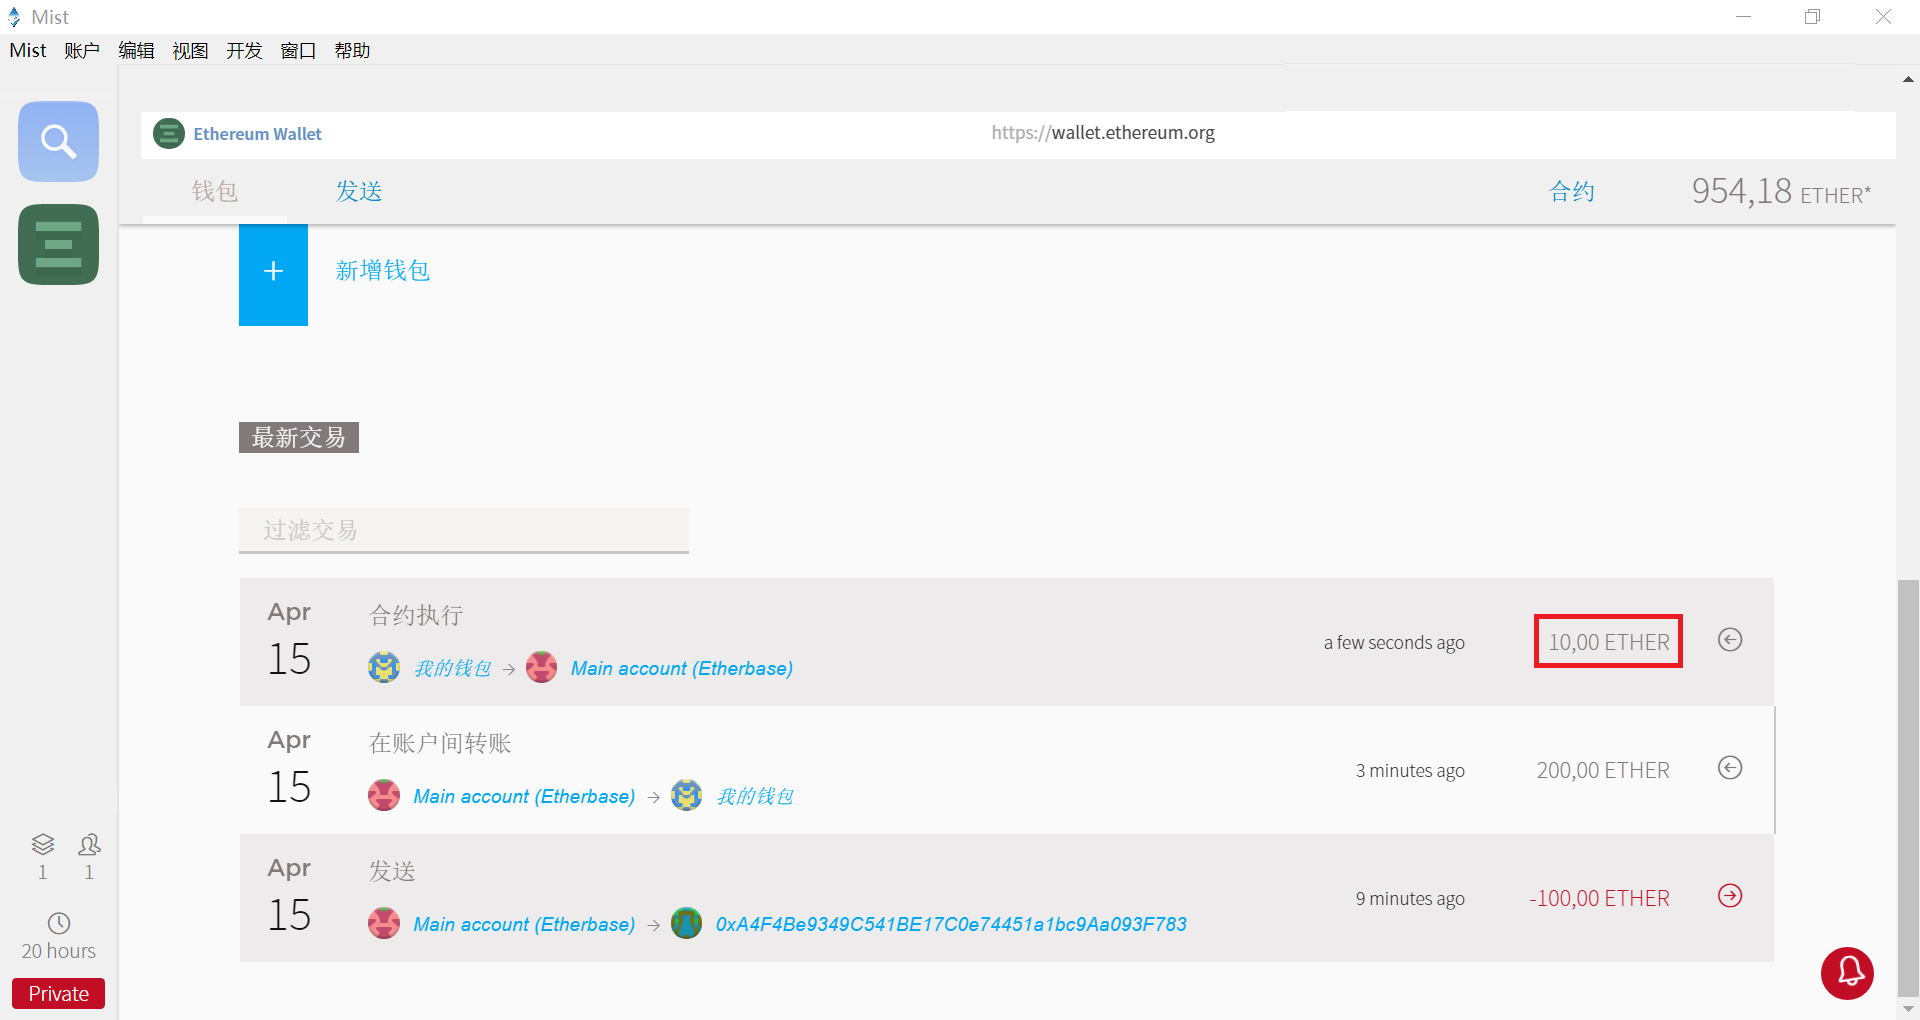 Mist
Mist 账户 编辑 视图 开发 窗口 帮助
Ethereum Wallet https://wallet.ethereum.org
钱包 发送 合约 954,18 ETHER*
+ 新增钱包
最新交易
过滤交易
Apr 15 合约执行
我的钱包 → Main account (Etherbase) a few seconds ago 10,00 ETHER
Apr 15 在账户间转账
Main account (Etherbase) → 我的钱包 3 minutes ago 200,00 ETHER
Apr 15 发送
Main account (Etherbase) → 0xA4F4Be9349C541BE17C0e74451a1bc9Aa093F783 9 minutes ago -100,00 ETHER
1 1
20 hours
Private